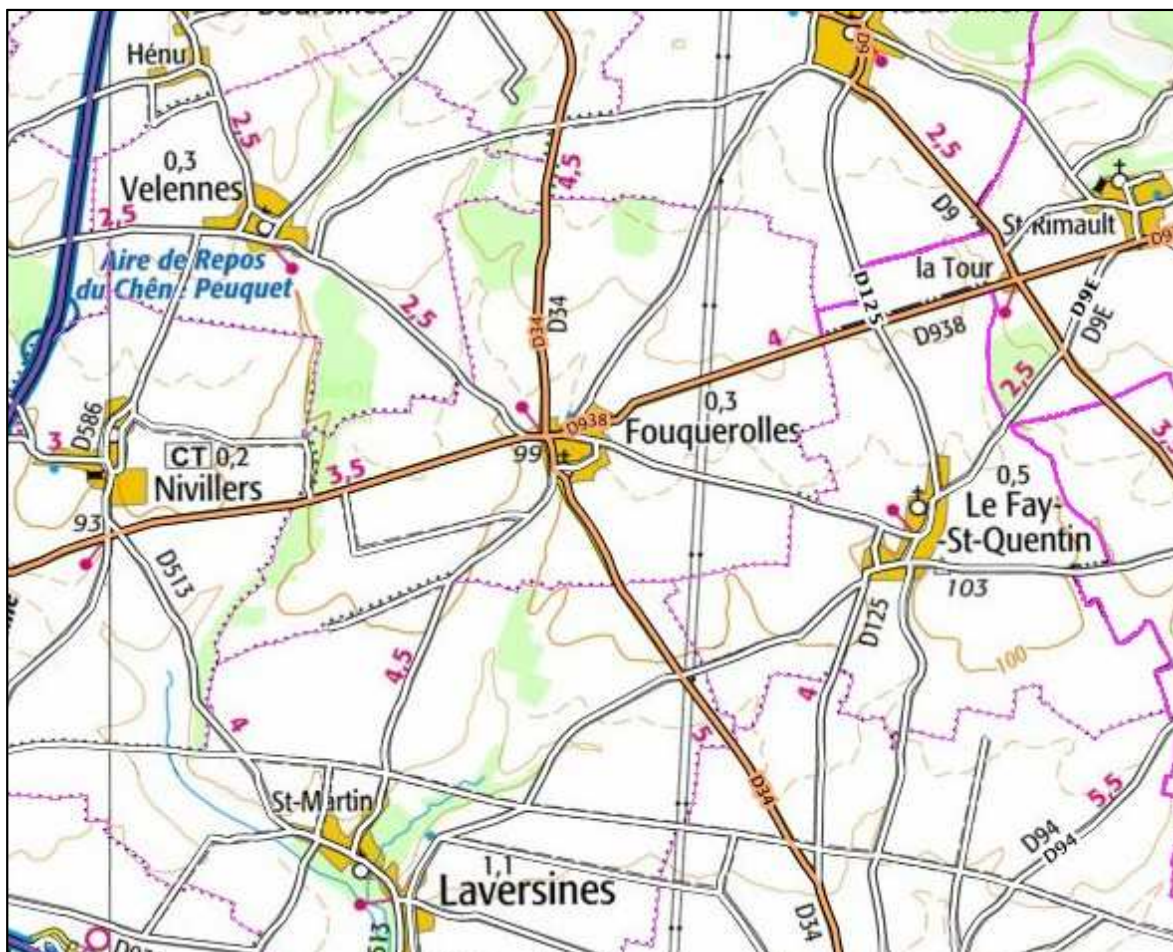 Hénu
D9
2,5
2,5
0,3
Velennes
4,5
2,5
D9
St-Rimault
Aire de Repos
du Chêne Peuquet
la Tour
D125
D9E
D9E
2,5
D34
D34
4
D938
2,5
0,3
D938
Fouquerolles
D586
3
CT 0,2
Nivillers
99
3,5
0,5
Le Fay-
-St-Quentin
93
D513
103
D125
100
4,5
4
4
5
5
D34
5,5
St-Martin
D94
D94
1,1
Laversines
D34